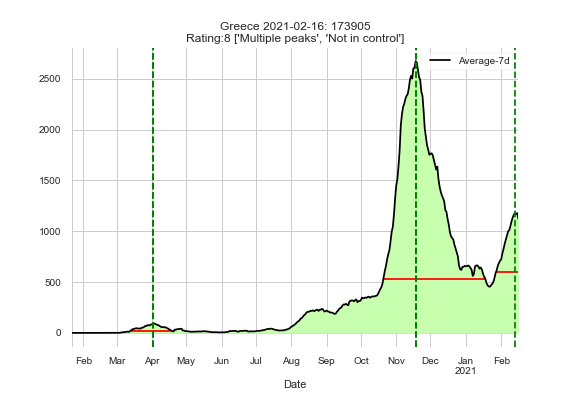 Greece 2021-02-16: 173905
Rating:8 ['Multiple peaks', 'Not in control']
Average-7d
2500
2000
1500
1000
500
0
Feb Mar Apr May Jun Jul Aug Sep Oct Nov Dec Jan Feb
2021
Date